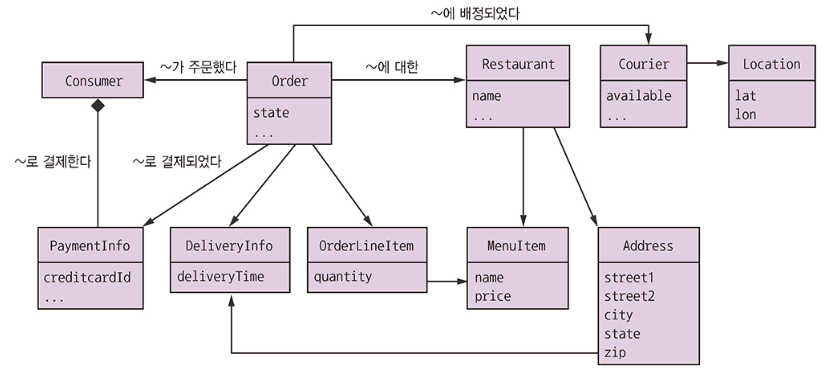 ~에 배정되었다
Consumer
~가 주문했다
Order
state
...
~에 대한
Restaurant
name
...
Courier
available
...
Location
lat
lon
~로 결제한다
~로 결제되었다
PaymentInfo
creditcardId
...
DeliveryInfo
deliveryTime
OrderLineItem
quantity
MenuItem
name
price
Address
street1
street2
city
state
zip